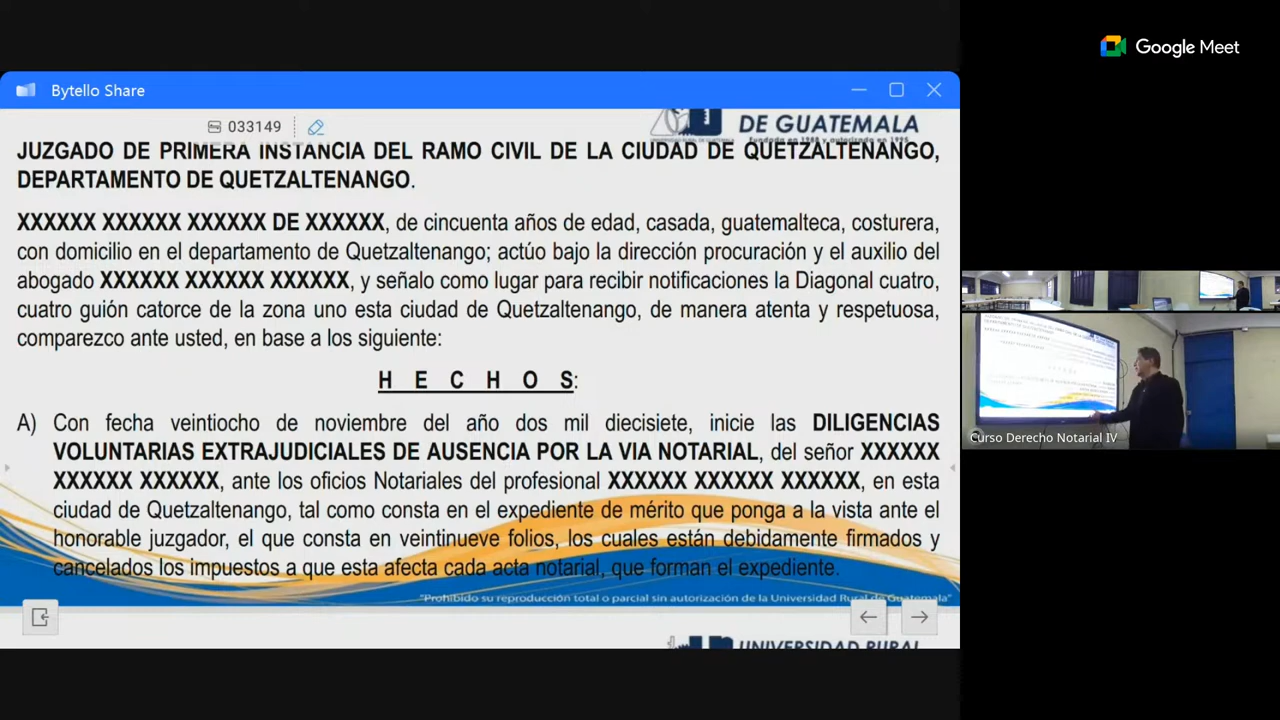 Google Meet
Bytello Share
033149
DE GUATEMALA
JUZGADO DE PRIMERA INSTANCIA DEL RAMO CIVIL DE LA CIUDAD DE QUETZALTENANGO,
DEPARTAMENTO DE QUETZALTENANGO.
XXXXXX XXXXXX XXXXXX DE XXXXXX, de cincuenta años de edad, casada, guatemalteca, costurera,
con domicilio en el departamento de Quetzaltenango; actúo bajo la dirección procuración y el auxilio del
abogado XXXXXX XXXXXX XXXXXX, y señalo como lugar para recibir notificaciones la Diagonal cuatro,
cuatro guión catorce de la zona uno esta ciudad de Quetzaltenango, de manera atenta y respetuosa,
comparezco ante usted, en base a los siguiente:
H E C H O S:
A) Con fecha veintiocho de noviembre del año dos mil diecisiete, inicie las DILIGENCIAS
VOLUNTARIAS EXTRAJUDICIALES DE AUSENCIA POR LA VIA NOTARIAL, del señor XXXXXX
XXXXXX XXXXXX, ante los oficios Notariales del profesional XXXXXX XXXXXX XXXXXX, en esta
ciudad de Quetzaltenango, tal como consta en el expediente de mérito que ponga a la vista ante el
honorable juzgador, el que consta en veintinueve folios, los cuales están debidamente firmados y
cancelados los impuestos a que esta afecta cada acta notarial, que forman el expediente.
"Prohibido su reproducción total o parcial sin autorización de la Universidad Rural de Guatemala"
UNIVERSIDAD RURAL
Curso Derecho Notarial IV